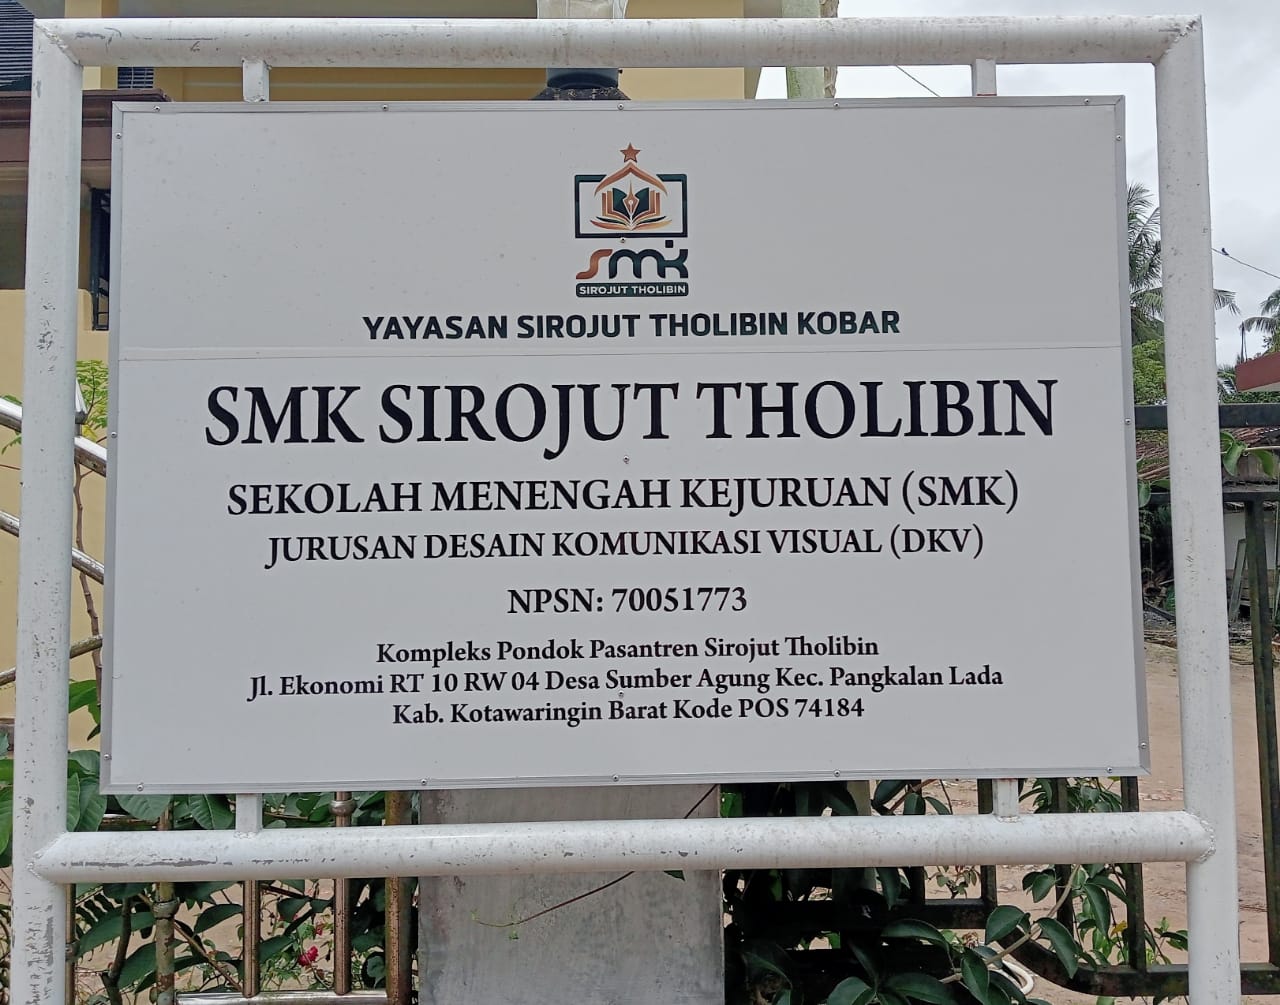 smk
SIROJUT THOLIBIN
YAYASAN SIROJUT THOLIBIN KOBAR
SMK SIROJUT THOLIBIN
SEKOLAH MENENGAH KEJURUAN (SMK)
JURUSAN DESAIN KOMUNIKASI VISUAL (DKV)
NPSN: 70051773
Kompleks Pondok Pasantren Sirojut Tholibin
Jl. Ekonomi RT 10 RW 04 Desa Sumber Agung Kec. Pangkalan Lada
Kab. Kotawaringin Barat Kode POS 74184